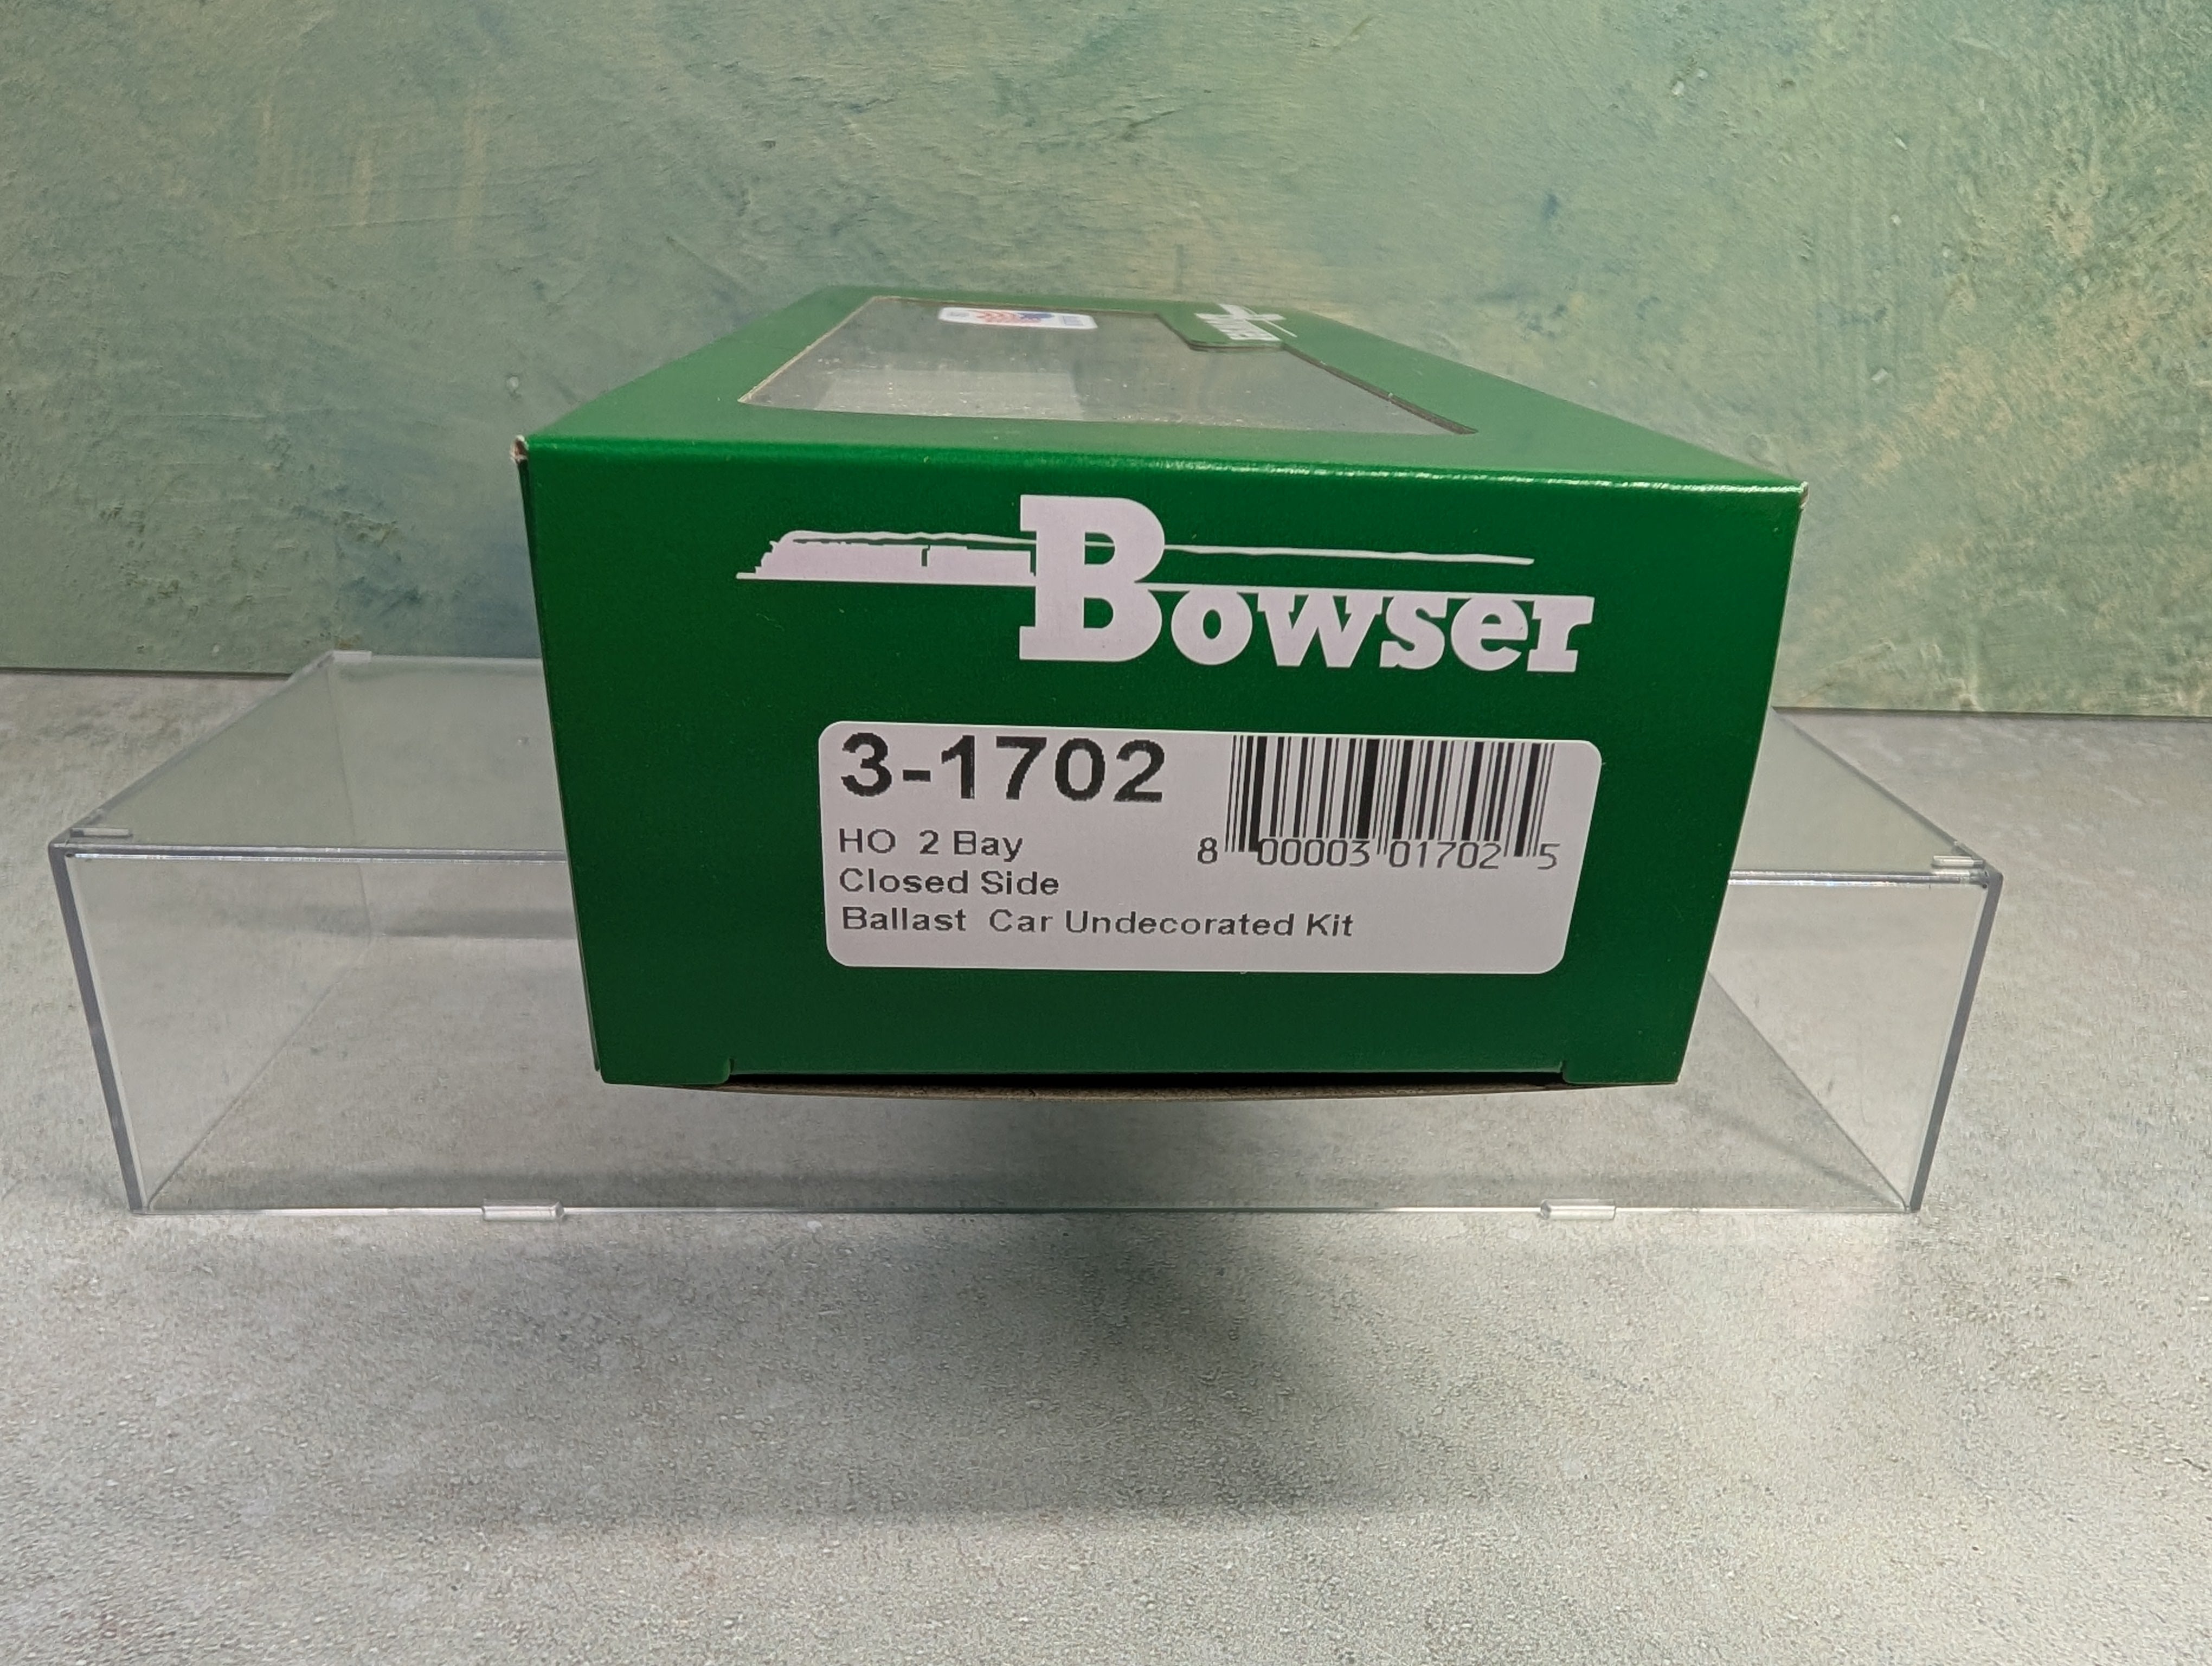 Bowser
3-1702
HO 2 Bay
Closed Side
Ballast Car Undecorated Kit
8 00003 01702 5